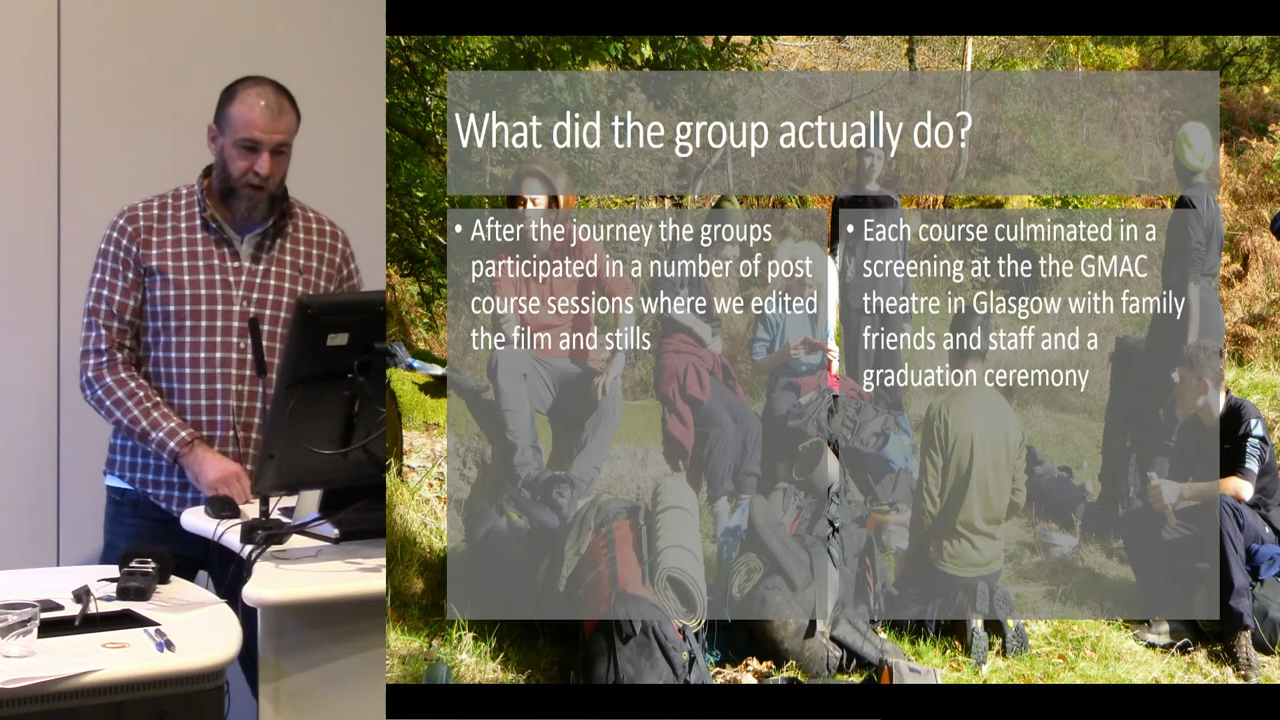 What did the group actually do?
• After the journey the groups
participated in a number of post
course sessions where we edited
the film and stills
• Each course culminated in a
screening at the the GMAC
theatre in Glasgow with family
friends and staff and a
graduation ceremony